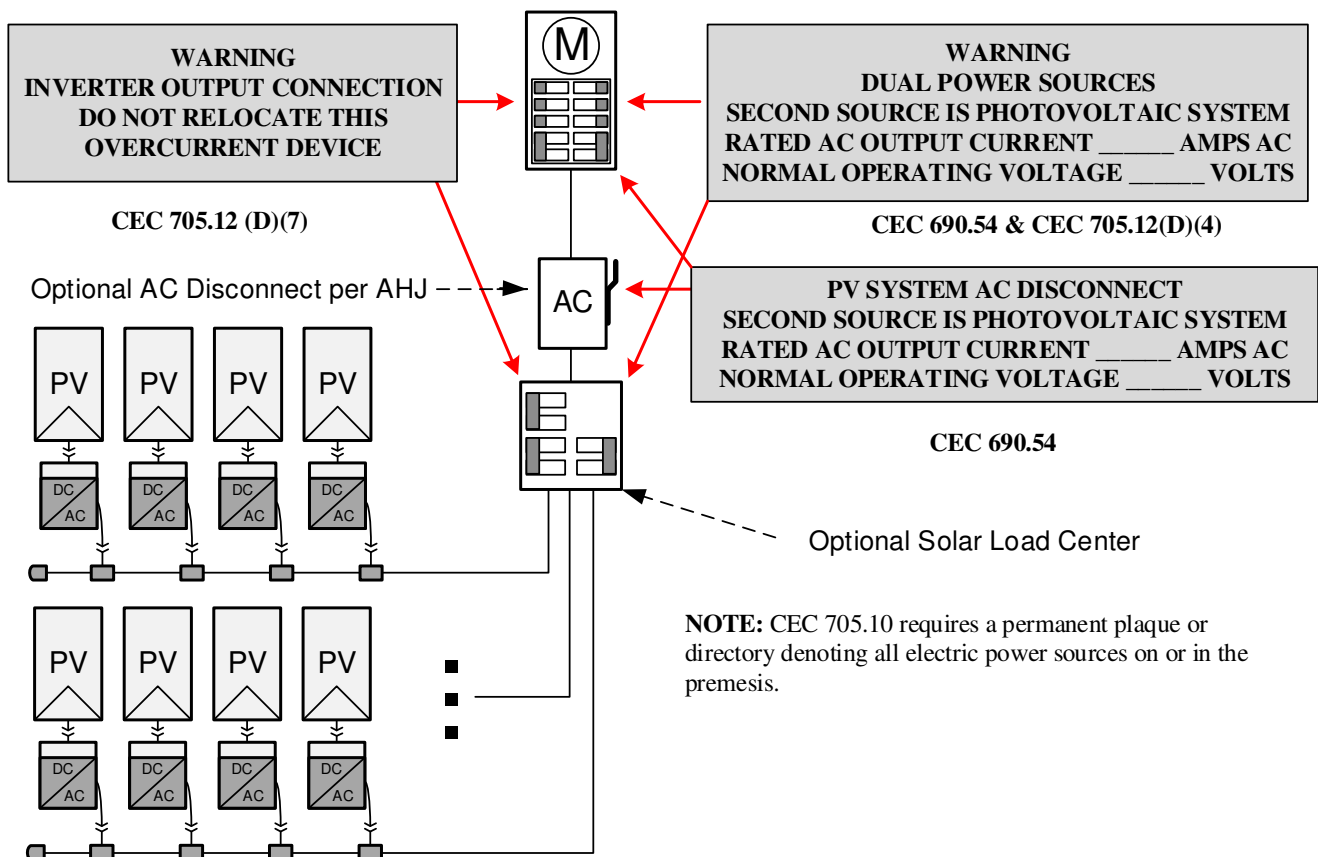 M
WARNING
INVERTER OUTPUT CONNECTION
DO NOT RELOCATE THIS
OVERCURRENT DEVICE
CEC 705.12 (D)(7)
WARNING
DUAL POWER SOURCES
SECOND SOURCE IS PHOTOVOLTAIC SYSTEM
RATED AC OUTPUT CURRENT ______ AMPS AC
NORMAL OPERATING VOLTAGE ______ VOLTS
CEC 690.54 & CEC 705.12(D)(4)
Optional AC Disconnect per AHJ
AC
PV SYSTEM AC DISCONNECT
SECOND SOURCE IS PHOTOVOLTAIC SYSTEM
RATED AC OUTPUT CURRENT ______ AMPS AC
NORMAL OPERATING VOLTAGE ______ VOLTS
CEC 690.54
PV PV PV PV
DC DC DC DC
AC AC AC AC
Optional Solar Load Center
NOTE: CEC 705.10 requires a permanent plaque or
directory denoting all electric power sources on or in the
premesis.
PV PV PV PV
DC DC DC DC
AC AC AC AC